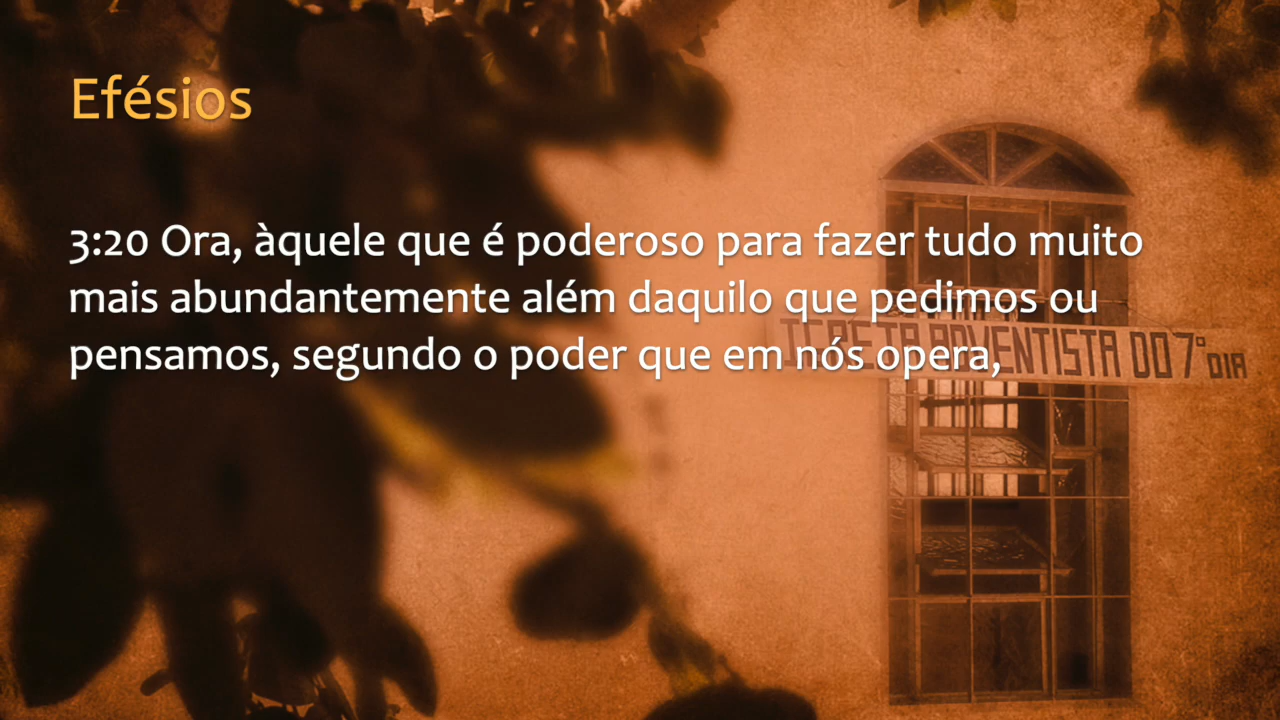 Efésios
3:20 Ora, àquele que é poderoso para fazer tudo muito
mais abundantemente além daquilo que pedimos ou
pensamos, segundo o poder que em nós opera,
ADVENTISTA DO 7° DIA